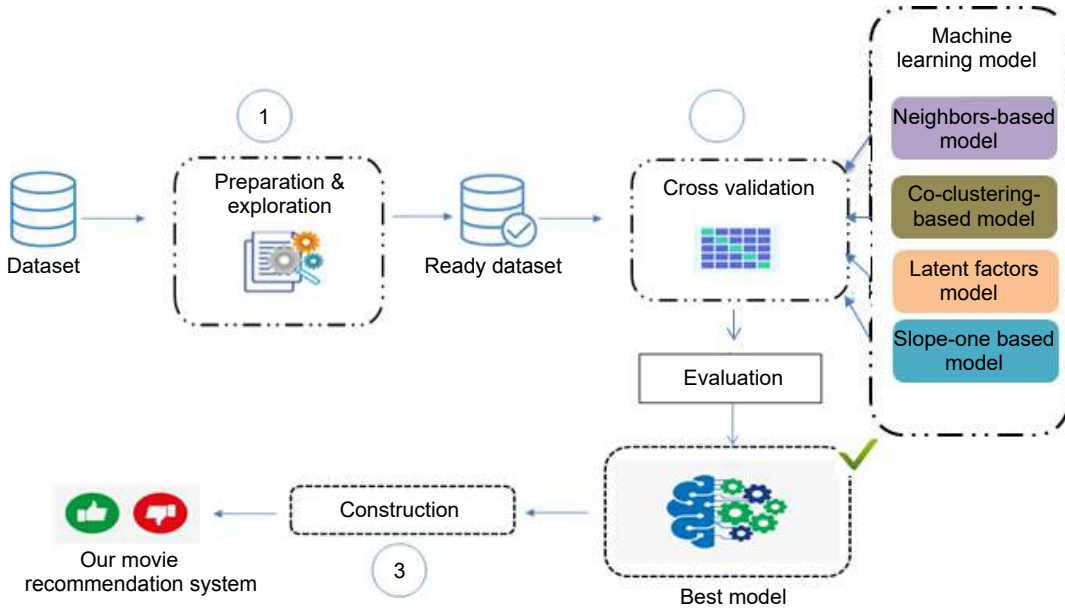 1
Preparation &
exploration
Dataset
Ready dataset
Cross validation
Machine
learning model
Neighbors-based
model
Co-clustering-
based model
Latent factors
model
Slope-one based
model
Evaluation
Best model
Construction
3
Our movie
recommendation system